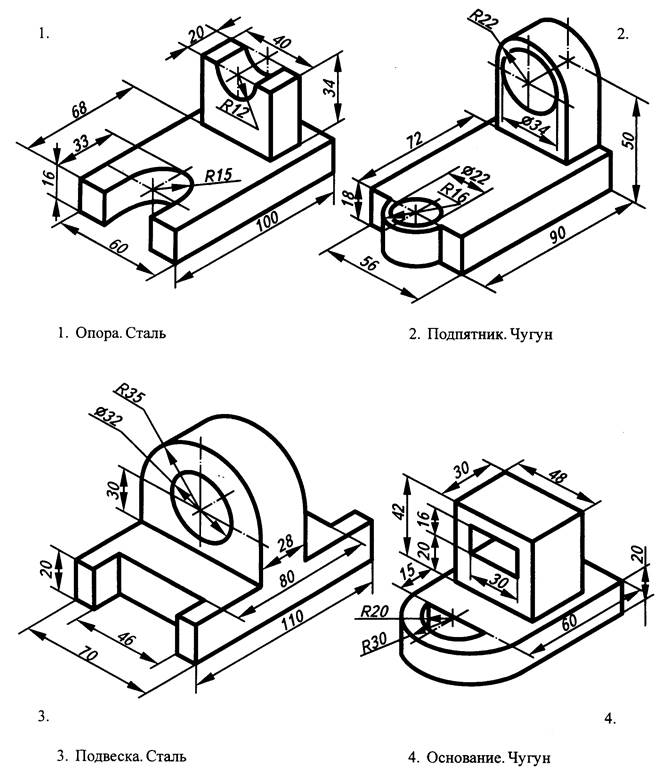 1.
20
40
34
R12
68
33
16
R15
60
100
2.
R22
Ø34
50
72
Ø22
R16
18
56
90
1. Опора. Сталь
2. Подпятник. Чугун
R35
Ø32
30
28
20
80
110
46
70
3.
30
48
42
16
20
15
30
20
R20
R30
60
4.
3. Подвеска. Сталь
4. Основание. Чугун